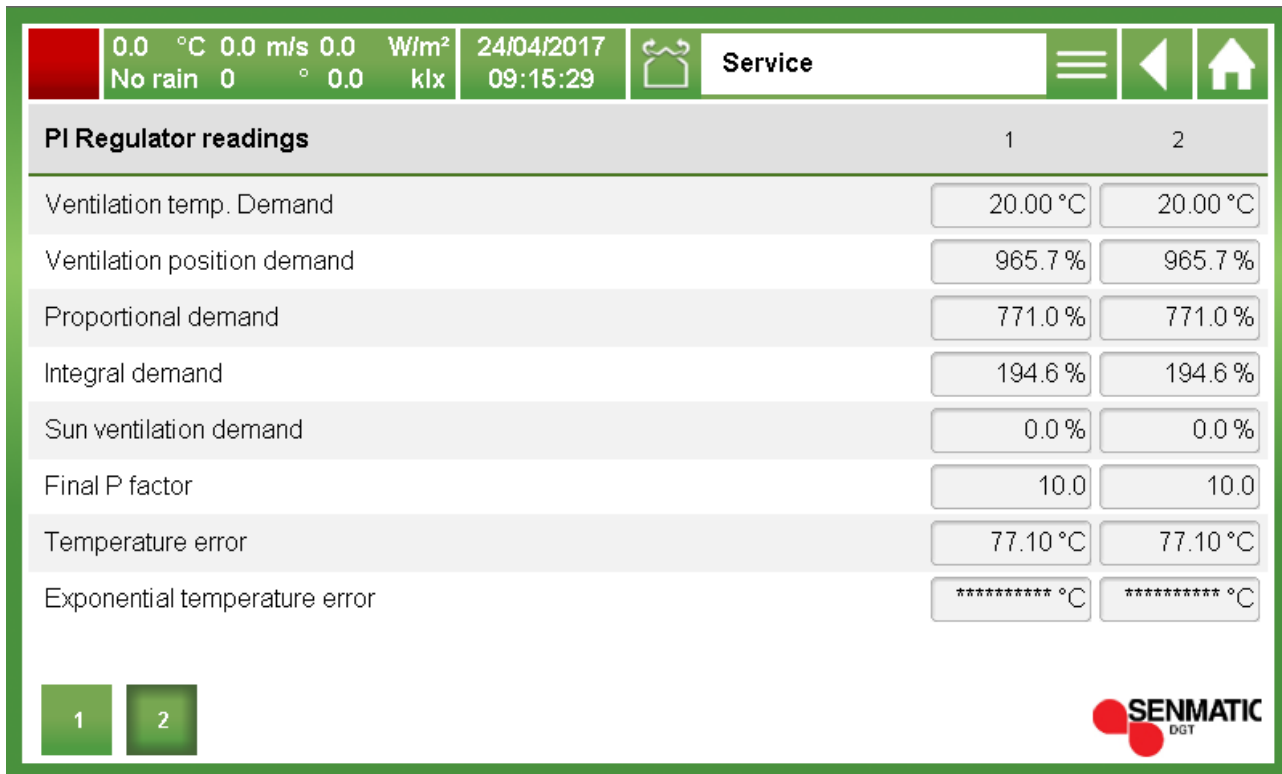 0.0 °C 0.0 m/s 0.0 W/m² 24/04/2017 Service
No rain 0 ° 0.0 klx 09:15:29
PI Regulator readings 1 2
Ventilation temp. Demand 20.00 °C 20.00 °C
Ventilation position demand 965.7 % 965.7 %
Proportional demand 771.0 % 771.0 %
Integral demand 194.6 % 194.6 %
Sun ventilation demand 0.0 % 0.0 %
Final P factor 10.0 10.0
Temperature error 77.10 °C 77.10 °C
Exponential temperature error ********** °C ********** °C
1 2 SENMATIC
DGT